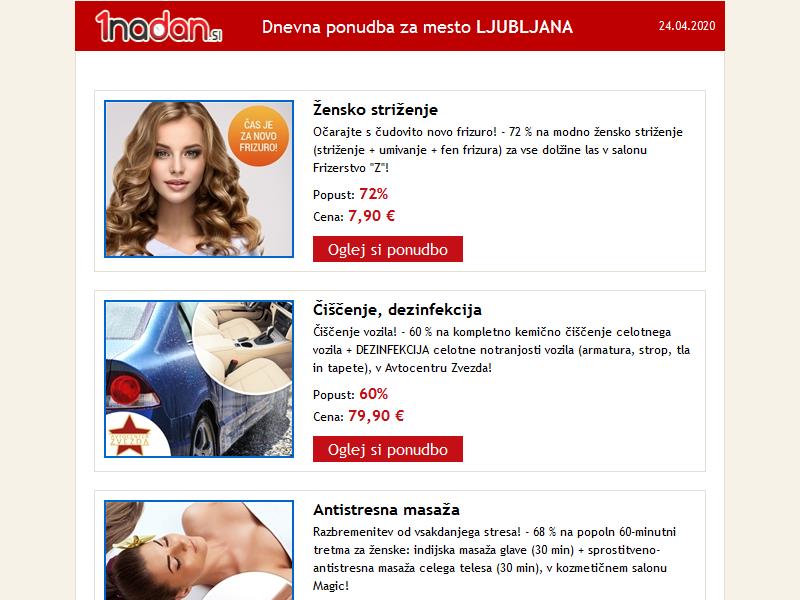 1nadan.si
Dnevna ponudba za mesto LJUBLJANA
24.04.2020
ČAS JE
ZA NOVO
FRIZURO!
Žensko striženje
Očarajte s čudovito novo frizuro! - 72 % na modno žensko striženje
(striženje + umivanje + fen frizura) za vse dolžine las v salonu
Frizerstvo "Z"!
Popust: 72%
Cena: 7,90 €
Oglej si ponudbo
AVTOCENTER
ZVEZDA
Čiščenje, dezinfekcija
Čiščenje vozila! - 60 % na kompletno kemično čiščenje celotnega
vozila + DEZINFEKCIJA celotne notranjosti vozila (armatura, strop, tla
in tapete), v Avtocentru Zvezda!
Popust: 60%
Cena: 79,90 €
Oglej si ponudbo
Antistresna masaža
Razbremenitev od vsakdanjega stresa! - 68 % na popoln 60-minutni
tretma za ženske: indijska masaža glave (30 min) + sprostitveno-
antistresna masaža celega telesa (30 min), v kozmetičnem salonu
Magic!